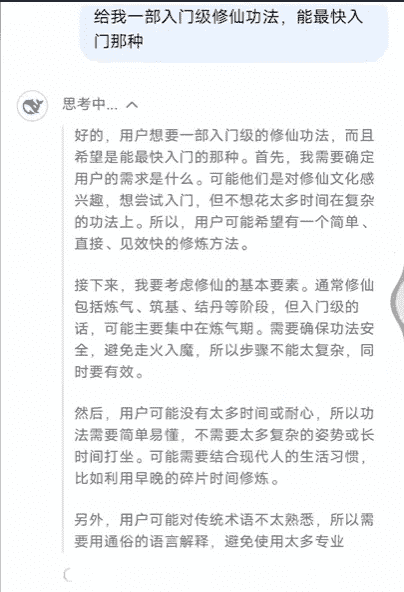 给我一部入门级修仙功法，能最快入
门那种
思考中...
好的，用户想要一部入门级的修仙功法，而且
希望是能最快入门的那种。首先，我需要确定
用户的需求是什么。可能他们是对修仙文化感
兴趣，想尝试入门，但不想花太多时间在复杂
的功法上。所以，用户可能希望有一个简单、
直接、见效快的修炼方法。
接下来，我要考虑修仙的基本要素。通常修仙
包括炼气、筑基、结丹等阶段，但入门级的
话，可能主要集中在炼气期。需要确保功法安
全，避免走火入魔，所以步骤不能太复杂，同
时要有效。
然后，用户可能没有太多时间或耐心，所以功
法需要简单易懂，不需要太多复杂的姿势或长
时间打坐。可能需要结合现代人的生活习惯，
比如利用早晚的碎片时间修炼。
另外，用户可能对传统术语不太熟悉，所以需
要用通俗的语言解释，避免使用太多专业